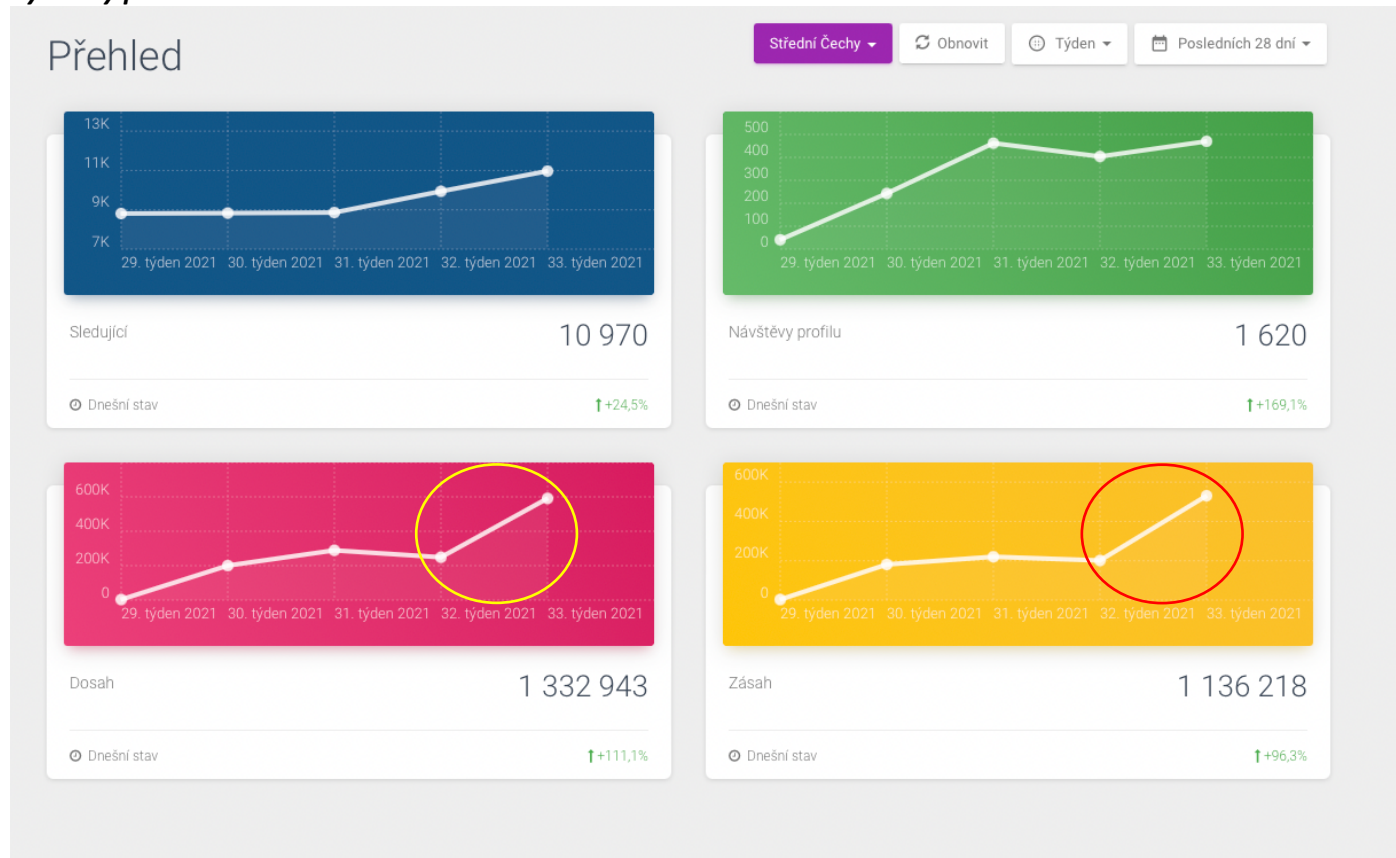 Přehled
Střední Čechy
Obnovit
Týden
Posledních 28 dní
13K
11K
9K
7K
29. týden 2021 30. týden 2021 31. týden 2021 32. týden 2021 33. týden 2021
Sledující
10 970
Dnešní stav
+24,5%
500
400
300
200
100
0
29. týden 2021 30. týden 2021 31. týden 2021 32. týden 2021 33. týden 2021
Návštěvy profilu
1 620
Dnešní stav
+169,1%
600K
400K
200K
0
29. týden 2021 30. týden 2021 31. týden 2021 32. týden 2021 33. týden 2021
Dosah
1 332 943
Dnešní stav
+111,1%
600K
400K
200K
0
29. týden 2021 30. týden 2021 31. týden 2021 32. týden 2021 33. týden 2021
Zásah
1 136 218
Dnešní stav
+96,3%